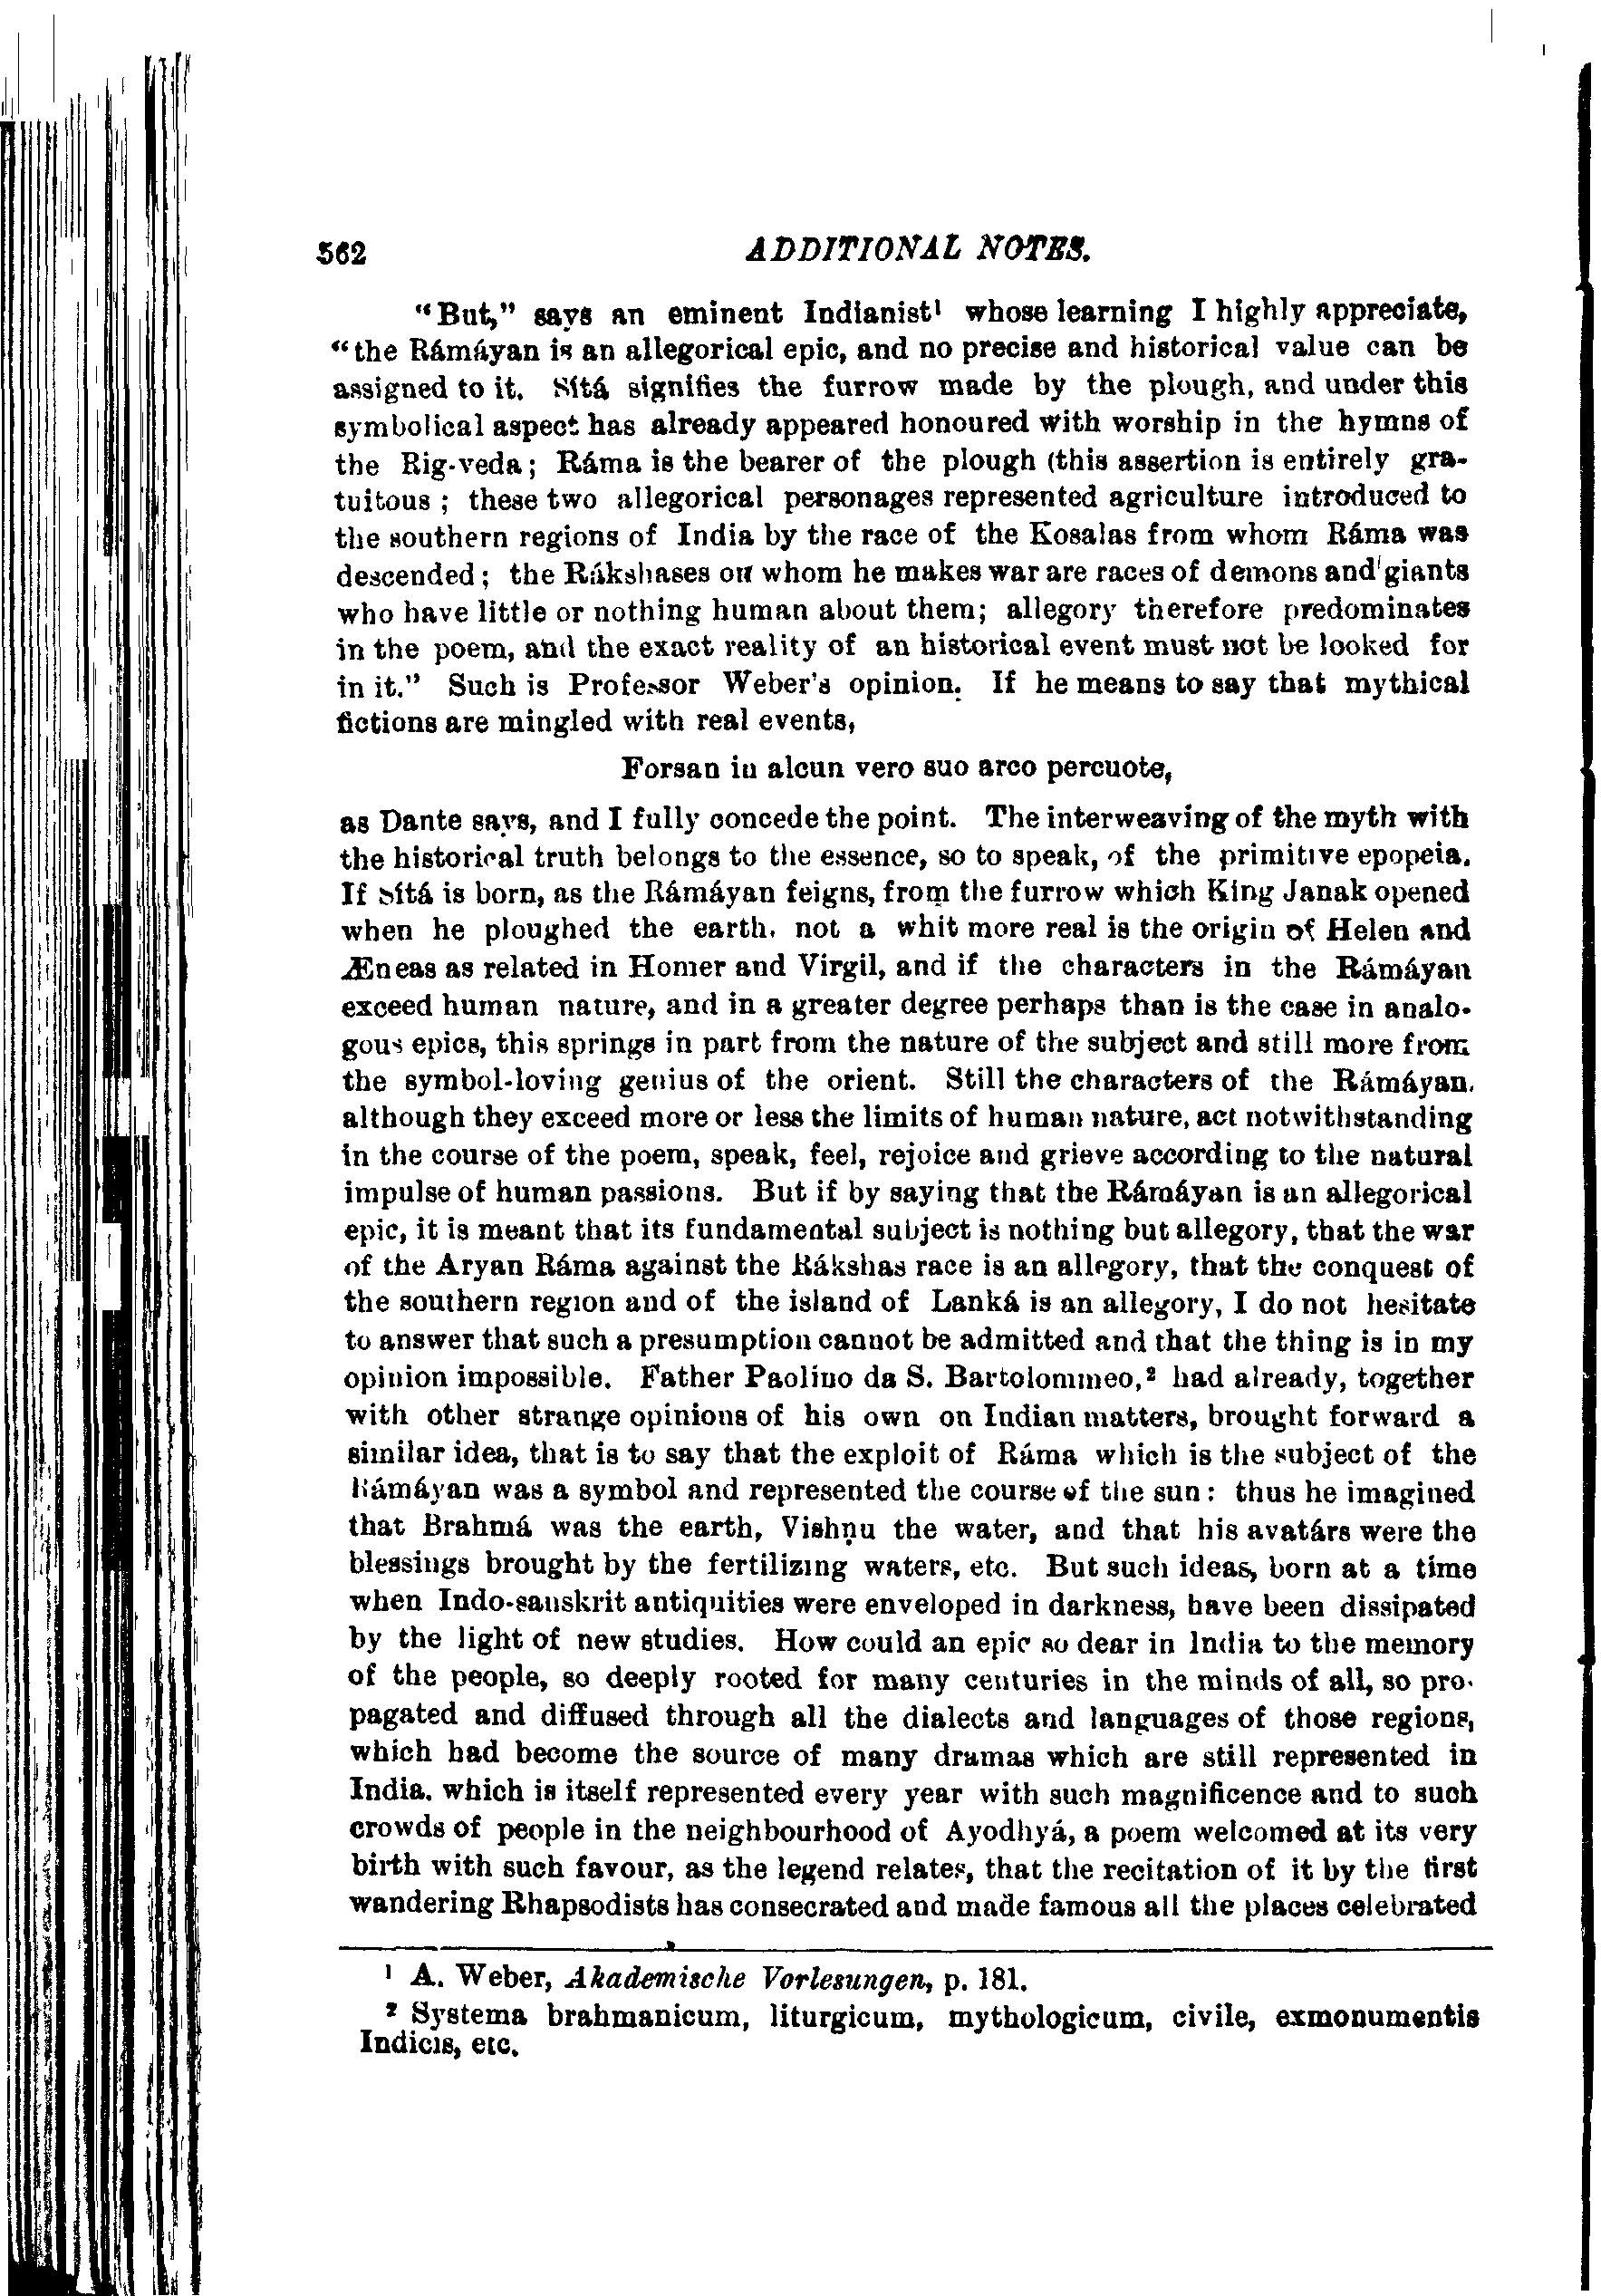 562 ADDITIONAL NOTES.
“But,” says an eminent Indianist¹ whose learning I highly appreciate,
“the Rámáyan is an allegorical epic, and no precise and historical value can be
assigned to it. Sítá signifies the furrow made by the plough, and under this
symbolical aspect has already appeared honoured with worship in the hymns of
the Rig-veda; Ráma is the bearer of the plough (this assertion is entirely gra-
tuitous ; these two allegorical personages represented agriculture introduced to
the southern regions of India by the race of the Kosalas from whom Ráma was
descended; the Rákshases on whom he makes war are races of demons and giants
who have little or nothing human about them; allegory therefore predominates
in the poem, and the exact reality of an historical event must not be looked for
in it.” Such is Professor Weber's opinion. If he means to say that mythical
fictions are mingled with real events,
Forsan in alcun vero suo arco percuote,
as Dante says, and I fully concede the point. The interweaving of the myth with
the historical truth belongs to the essence, so to speak, of the primitive epopeia.
If Sítá is born, as the Rámáyan feigns, from the furrow which King Janak opened
when he ploughed the earth, not a whit more real is the origin of Helen and
Æneas as related in Homer and Virgil, and if the characters in the Rámáyan
exceed human nature, and in a greater degree perhaps than is the case in analo-
gous epics, this springs in part from the nature of the subject and still more from
the symbol-loving genius of the orient. Still the characters of the Rámáyan,
although they exceed more or less the limits of human nature, act notwithstanding
in the course of the poem, speak, feel, rejoice and grieve according to the natural
impulse of human passions. But if by saying that the Rámáyan is an allegorical
epic, it is meant that its fundamental subject is nothing but allegory, that the war
of the Aryan Ráma against the Rákshas race is an allegory, that the conquest of
the southern region and of the island of Lanká is an allegory, I do not hesitate
to answer that such a presumption cannot be admitted and that the thing is in my
opinion impossible. Father Paolino da S. Bartolommeo,² had already, together
with other strange opinions of his own on Indian matters, brought forward a
similar idea, that is to say that the exploit of Ráma which is the subject of the
Rámáyan was a symbol and represented the course of the sun: thus he imagined
that Brahmá was the earth, Vishṇu the water, and that his avatárs were the
blessings brought by the fertilizing waters, etc. But such ideas, born at a time
when Indo-sanskrit antiquities were enveloped in darkness, have been dissipated
by the light of new studies. How could an epic so dear in India to the memory
of the people, so deeply rooted for many centuries in the minds of all, so pro-
pagated and diffused through all the dialects and languages of those regions,
which had become the source of many dramas which are still represented in
India, which is itself represented every year with such magnificence and to such
crowds of people in the neighbourhood of Ayodhyá, a poem welcomed at its very
birth with such favour, as the legend relates, that the recitation of it by the first
wandering Rhapsodists has consecrated and made famous all the places celebrated
¹ A. Weber, Akademische Vorlesungen, p. 181.
² Systema brahmanicum, liturgicum, mythologicum, civile, exmonumentis
Indicis, etc.